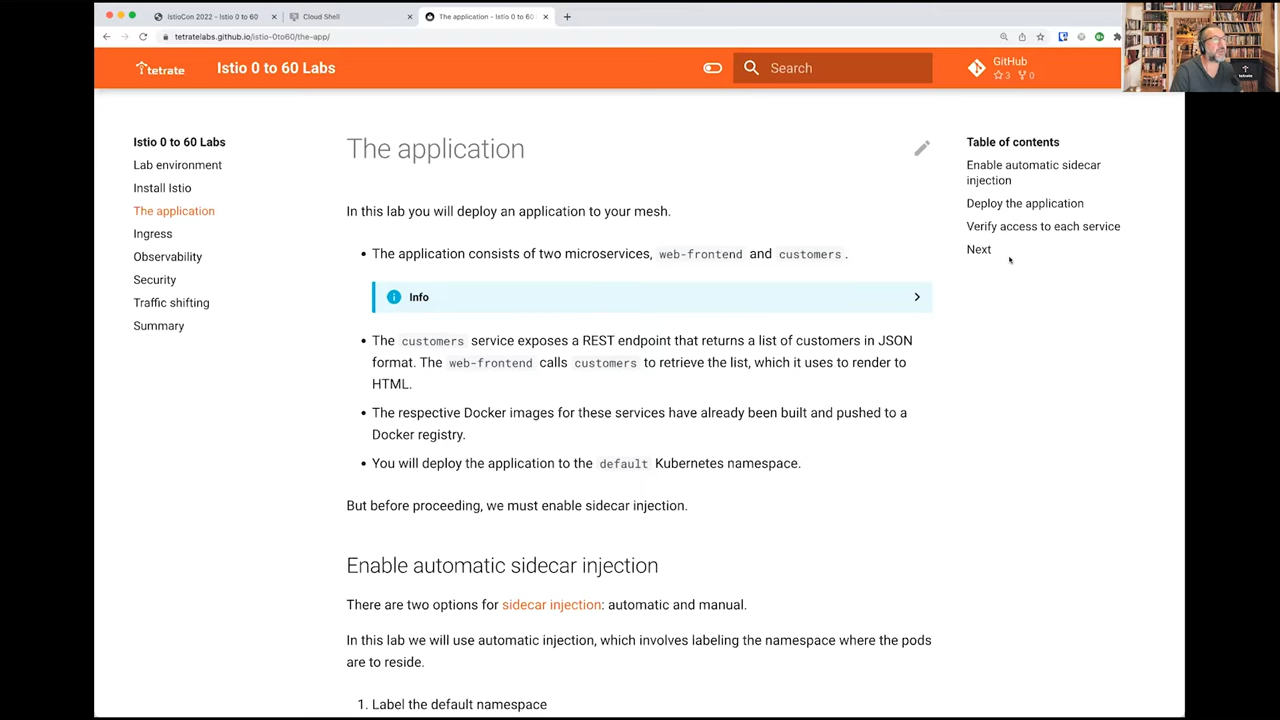 IstioCon 2022 - Istio 0 to 60
Cloud Shell
The application - Istio 0 to 60
tetratelabs.github.io/istio-0to60/the-app/
tetrate
Istio 0 to 60 Labs
Search
GitHub
3 0
tetrate
Istio 0 to 60 Labs
Lab environment
Install Istio
The application
Ingress
Observability
Security
Traffic shifting
Summary
The application
In this lab you will deploy an application to your mesh.
• The application consists of two microservices, web-frontend and customers.
Info
• The customers service exposes a REST endpoint that returns a list of customers in JSON
format. The web-frontend calls customers to retrieve the list, which it uses to render to
HTML.
• The respective Docker images for these services have already been built and pushed to a
Docker registry.
• You will deploy the application to the default Kubernetes namespace.
But before proceeding, we must enable sidecar injection.
Enable automatic sidecar injection
There are two options for sidecar injection: automatic and manual.
In this lab we will use automatic injection, which involves labeling the namespace where the pods
are to reside.
1. Label the default namespace
Table of contents
Enable automatic sidecar
injection
Deploy the application
Verify access to each service
Next